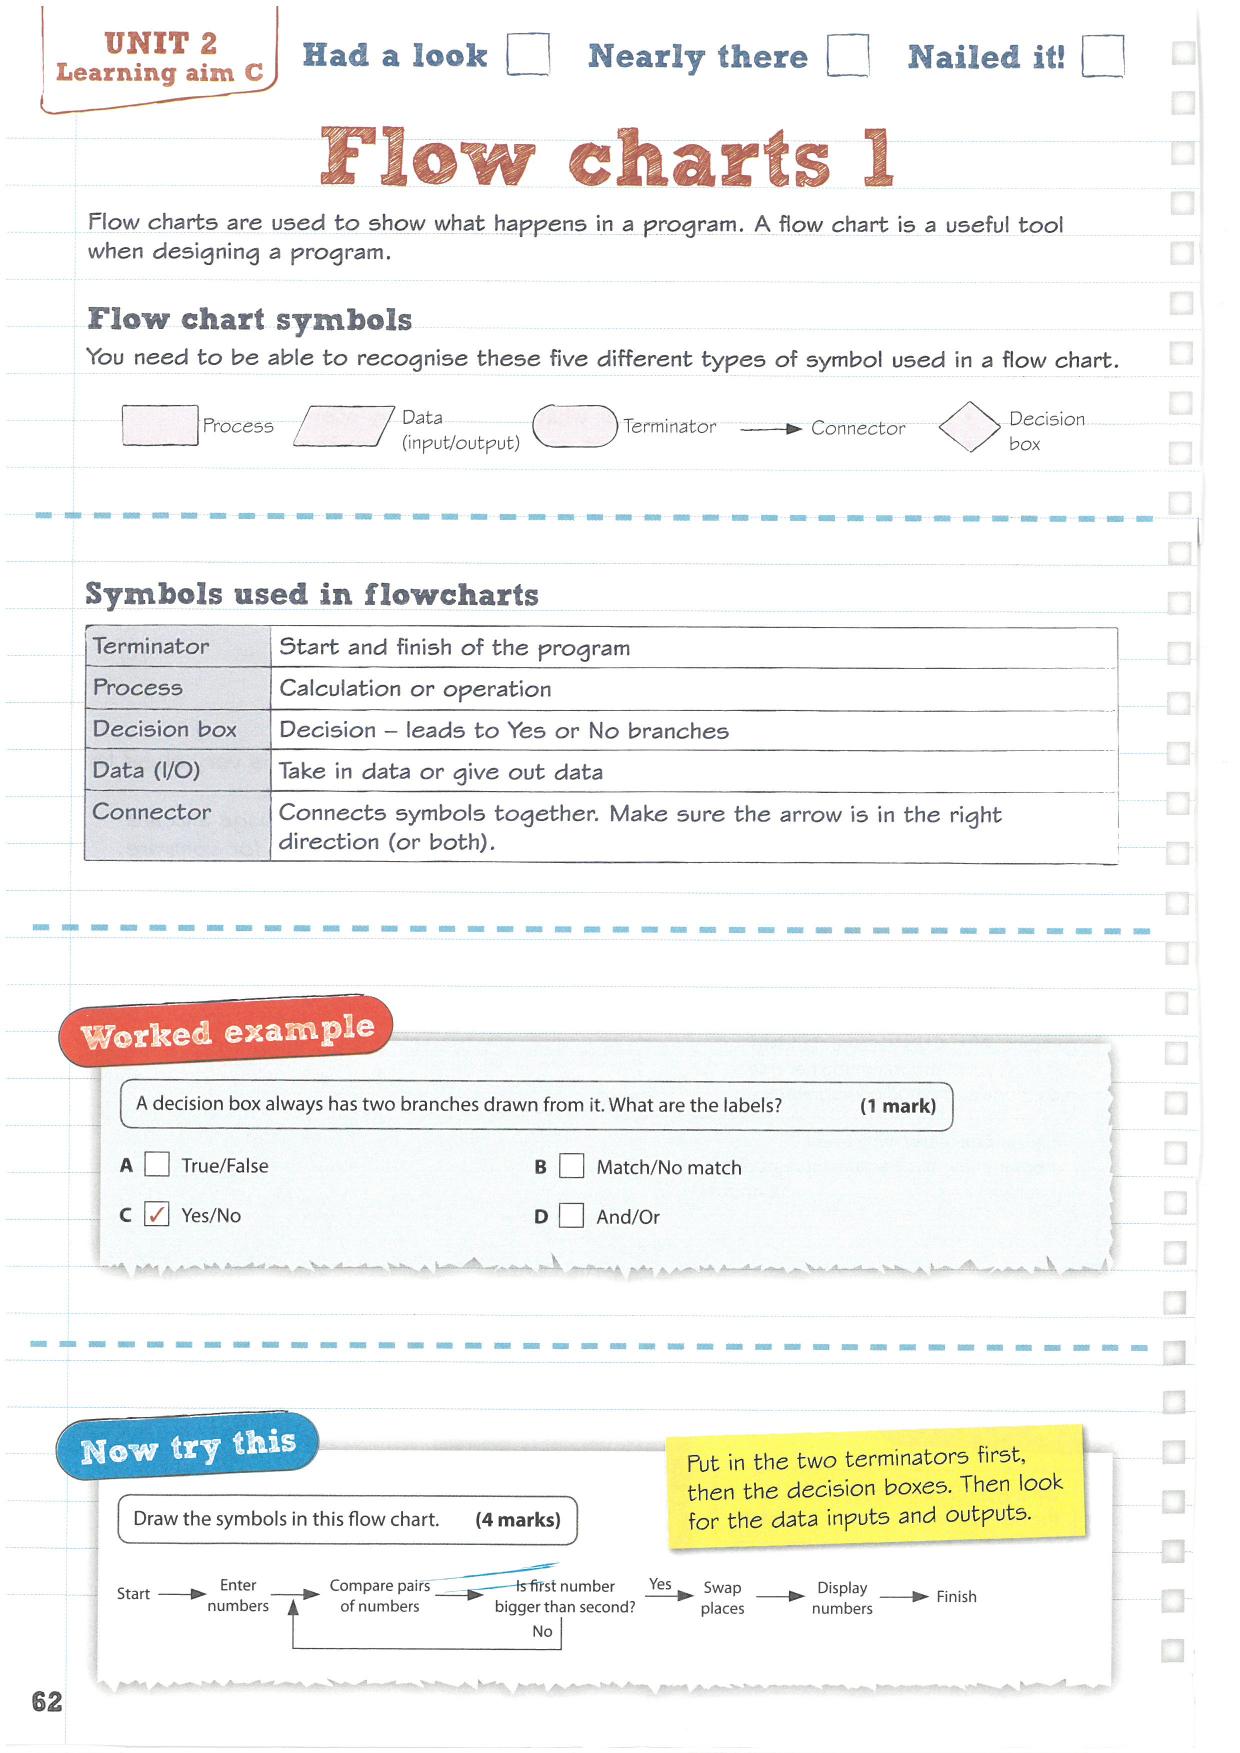 UNIT 2
Learning aim C
Had a look
Nearly there
Nailed it!
Flow charts 1
Flow charts are used to show what happens in a program. A flow chart is a useful tool
when designing a program.
Flow chart symbols
You need to be able to recognise these five different types of symbol used in a flow chart.
Process
Data
(input/output)
Terminator
Connector
Decision
box
Symbols used in flowcharts
Terminator Start and finish of the program
Process Calculation or operation
Decision box Decision – leads to Yes or No branches
Data (I/O) Take in data or give out data
Connector Connects symbols together. Make sure the arrow is in the right
direction (or both).
Worked example
A decision box always has two branches drawn from it. What are the labels? (1 mark)
A True/False
B Match/No match
C ✓ Yes/No
D And/Or
Now try this
Put in the two terminators first,
then the decision boxes. Then look
for the data inputs and outputs.
Draw the symbols in this flow chart. (4 marks)
Start
Enter
numbers
Compare pairs
of numbers
Is first number
bigger than second?
Yes
No
Swap
places
Display
numbers
Finish
62